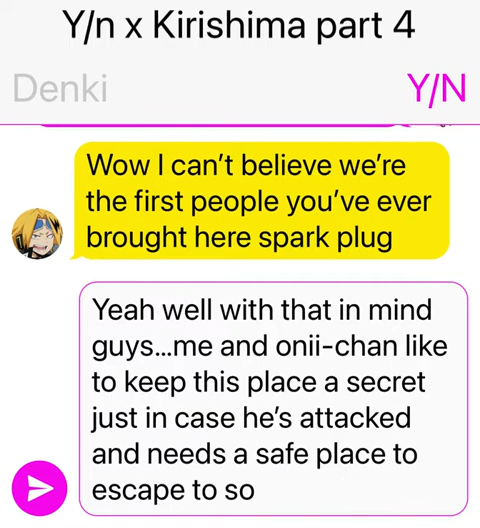 Y/n x Kirishima part 4
Denki
Y/N
Wow I can't believe we're
the first people you've ever
brought here spark plug
Yeah well with that in mind
guys...me and onii-chan like
to keep this place a secret
just in case he's attacked
and needs a safe place to
escape to so